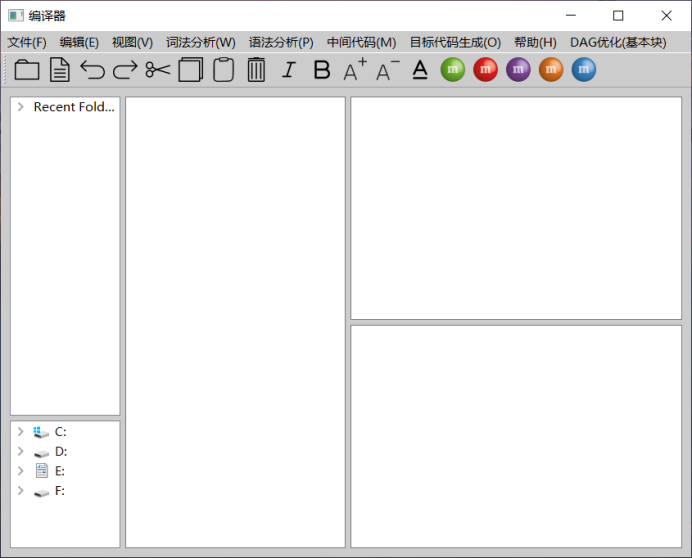 编译器
文件(F) 编辑(E) 视图(V) 词法分析(W) 语法分析(P) 中间代码(M) 目标代码生成(O) 帮助(H) DAG优化(基本块)
I B A+ A− A m m m m m
Recent Fold...
C:
D:
E:
F: